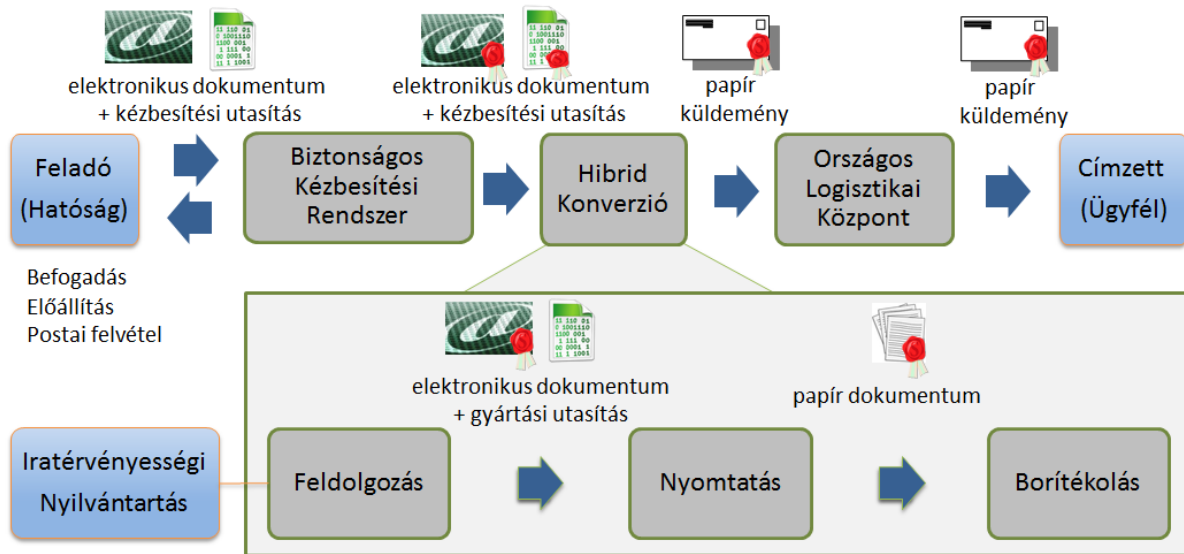 elektronikus dokumentum
+ kézbesítési utasítás
elektronikus dokumentum
+ kézbesítési utasítás
papír
küldemény
papír
küldemény
Feladó
(Hatóság)
Biztonságos
Kézbesítési
Rendszer
Hibrid
Konverzió
Országos
Logisztikai
Központ
Címzett
(Ügyfél)
Befogadás
Előállítás
Postai felvétel
elektronikus dokumentum
+ gyártási utasítás
papír dokumentum
Iratérvényességi
Nyilvántartás
Feldolgozás
Nyomtatás
Borítékolás